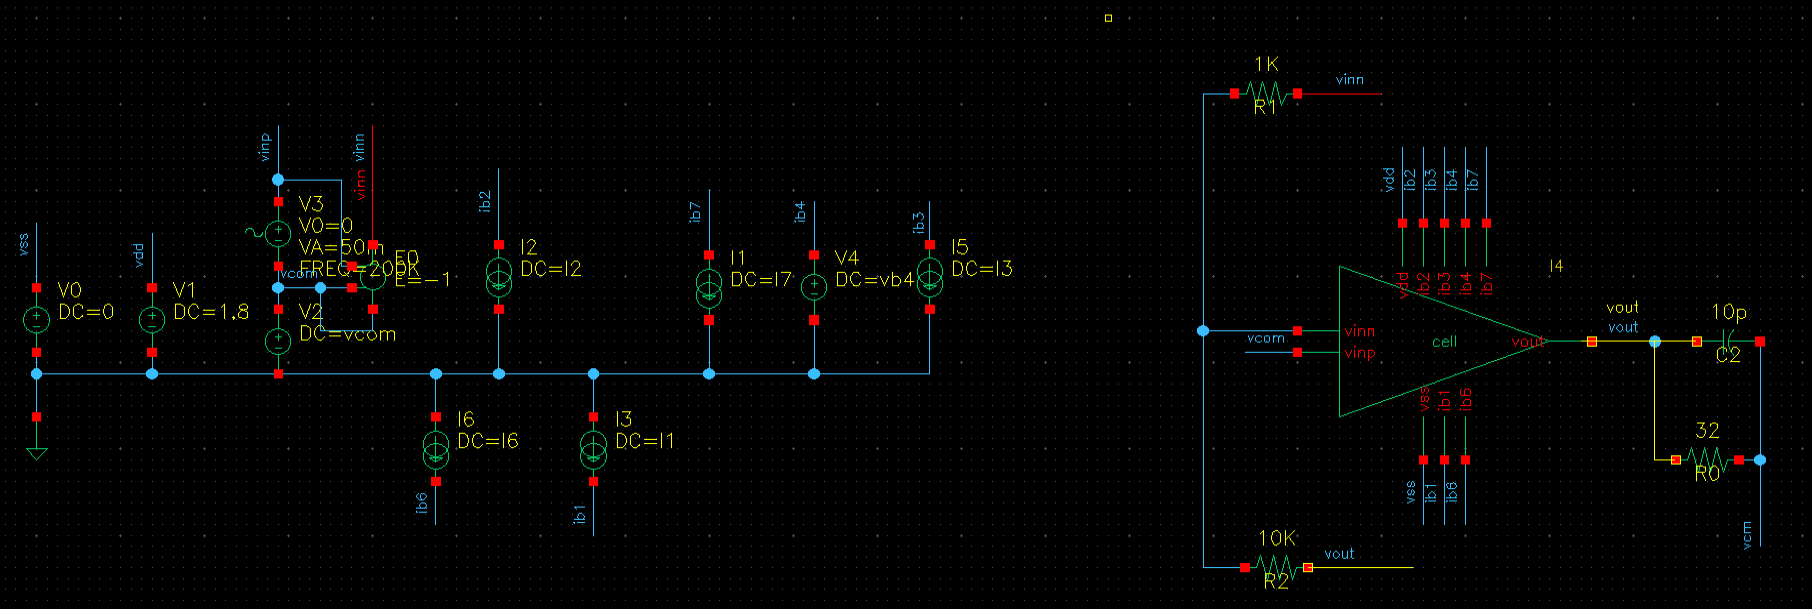 1K
vinn
R1
vinp
vinn
vinn
ib2
ib7
ib4
ib3
vss
vdd
V3
VO=0
VA=50m
FREQ=200K
vcom
E0
E=-1
I2
DC=I2
I1
DC=I7
V4
DC=vb4
I5
DC=I3
V0
DC=0
V1
DC=1.8
V2
DC=vcom
I6
DC=I6
I3
DC=I1
ib6
ib1
vdd
ib2
ib3
ib4
ib7
vdd
ib2
ib3
ib4
ib7
I4
vinn
vcom
vinp
cell
vout
vout
vout
10p
C2
vss
ib1
ib6
vss
ib1
ib6
32
R0
vcm
10K
vout
R2